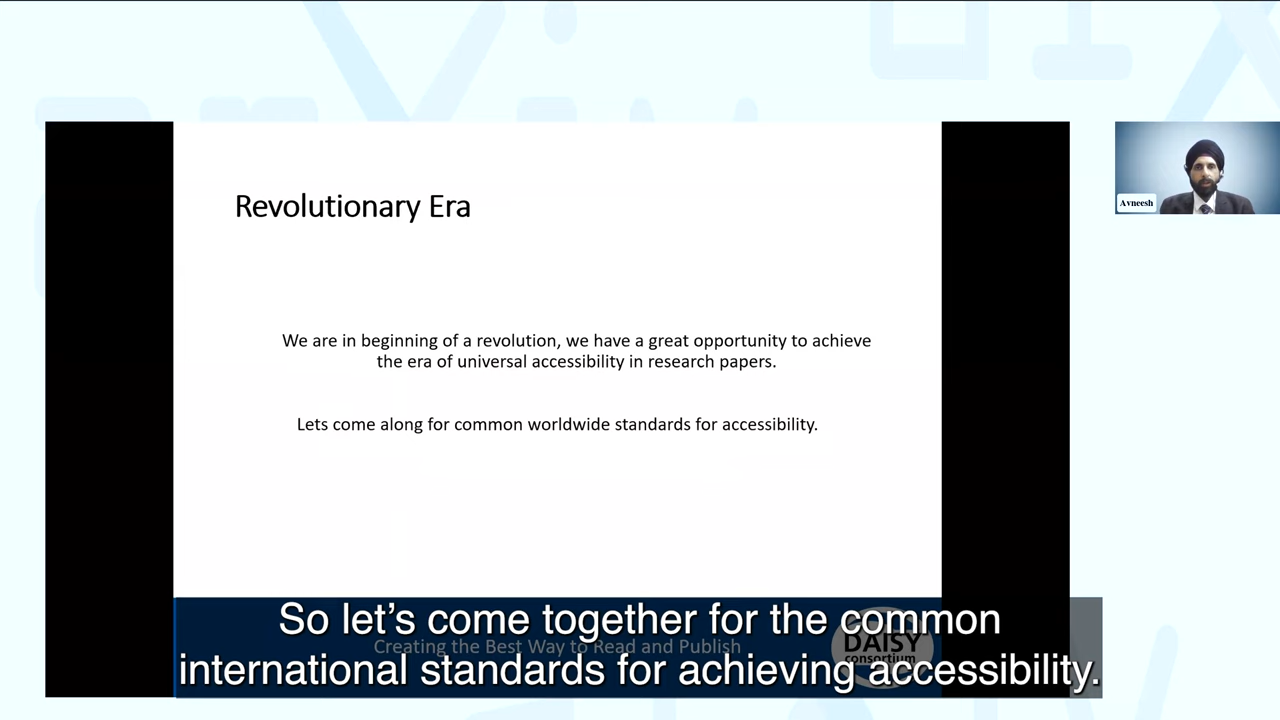 Revolutionary Era
Avneesh
We are in beginning of a revolution, we have a great opportunity to achieve
the era of universal accessibility in research papers.
Lets come along for common worldwide standards for accessibility.
Creating the Best Way to Read and Publish
DAISY
consortium
So let’s come together for the common
international standards for achieving accessibility.